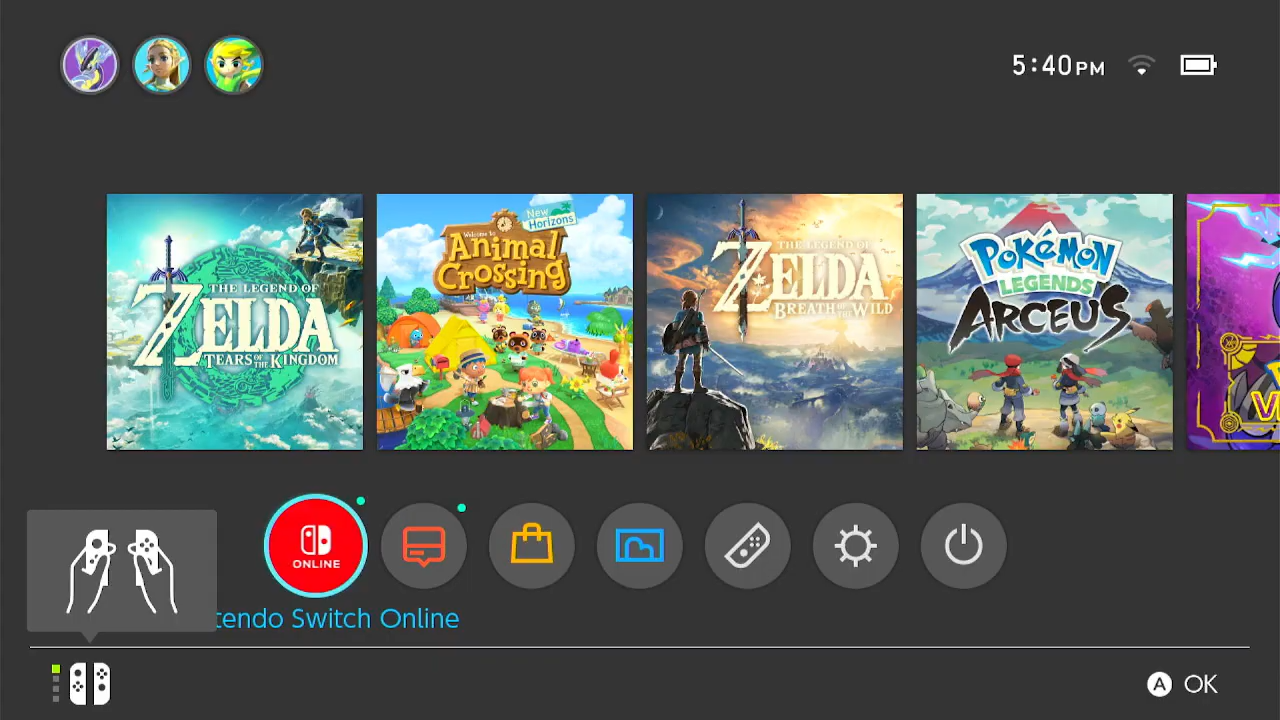 5:40PM
THE LEGEND OF
ZELDA
TEARS OF THE KINGDOM
New
Horizons
Welcome to
Animal
Crossing
THE LEGEND OF
ZELDA
BREATH OF THE WILD
POKéMON
LEGENDS
ARCEUS
V
ONLINE
tendo Switch Online
A OK